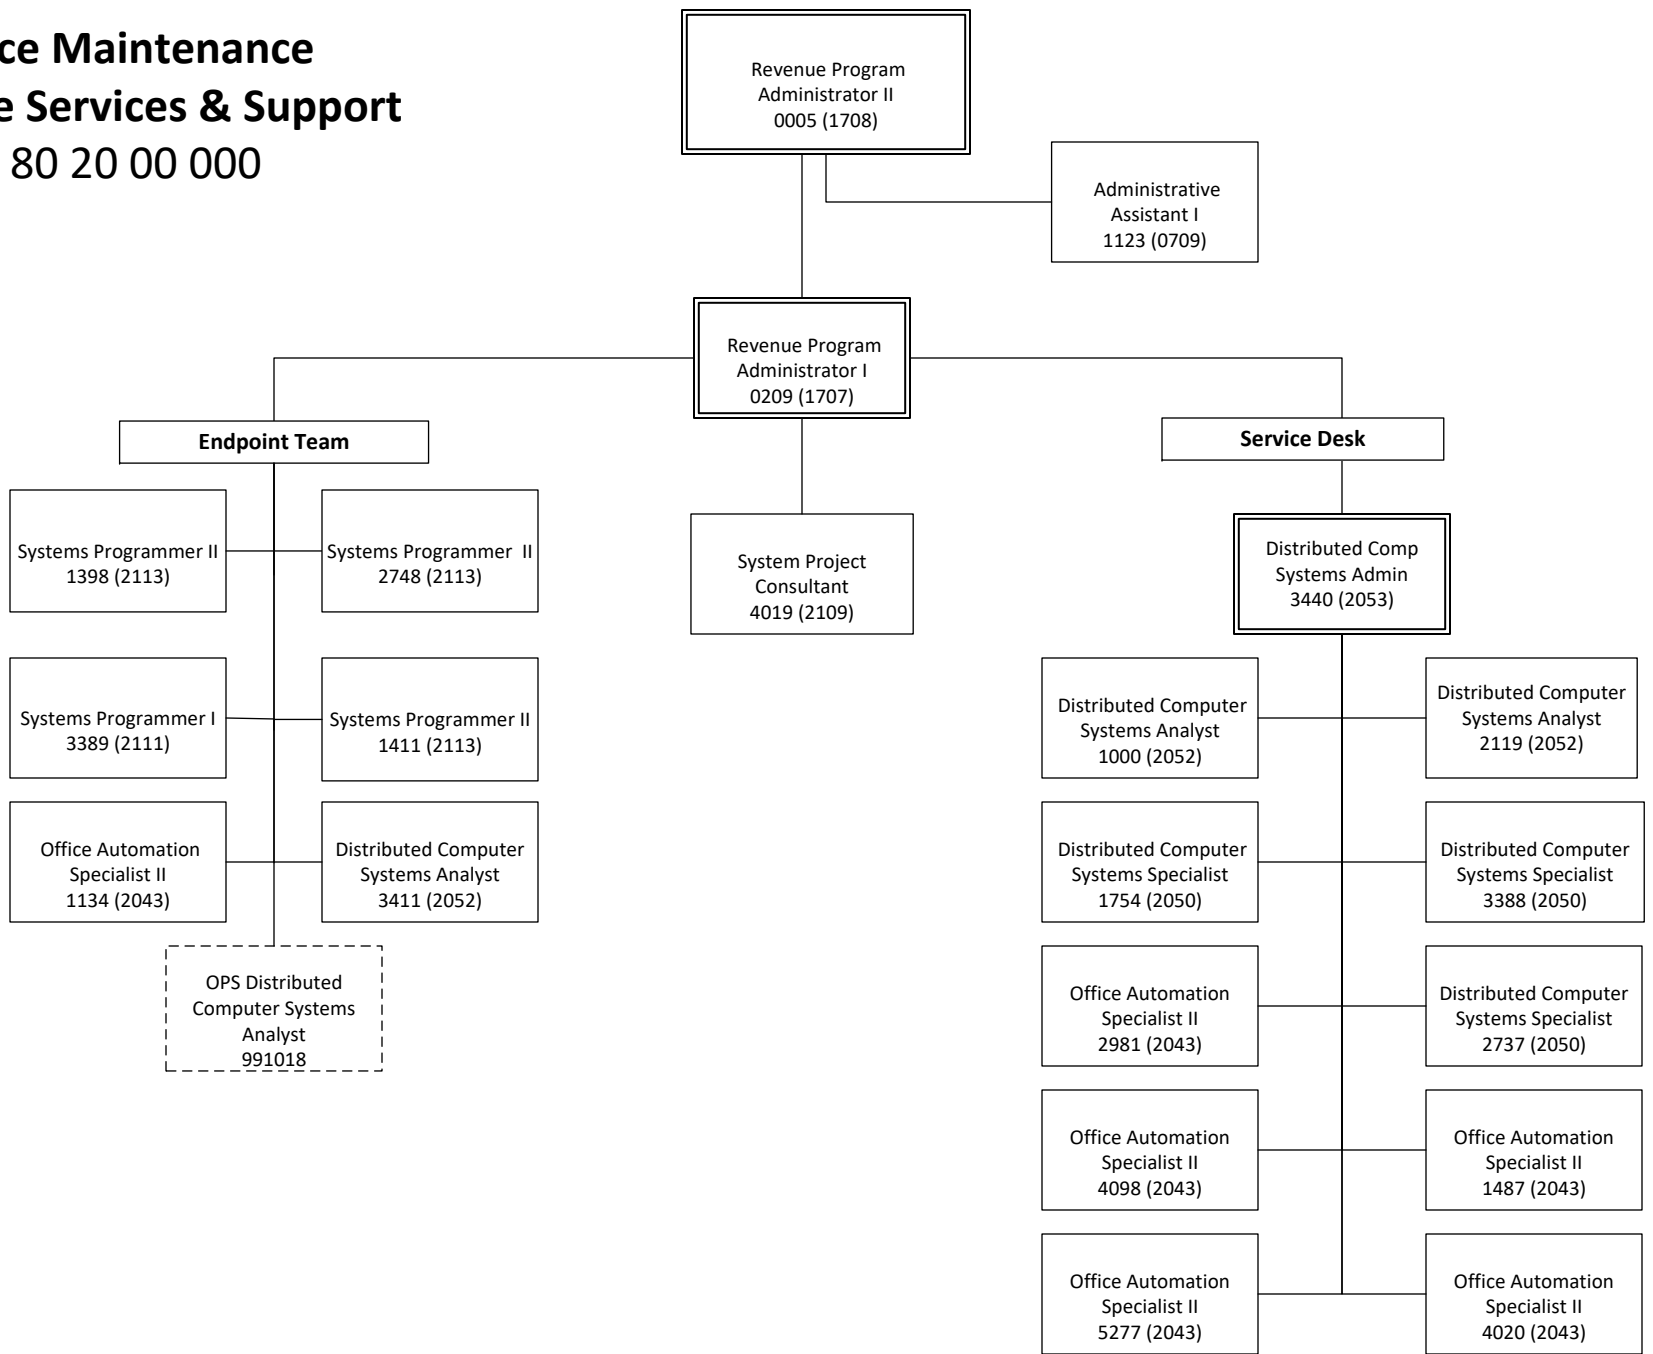 ce Maintenance
e Services & Support
80 20 00 000
Revenue Program
Administrator II
0005 (1708)
Administrative
Assistant I
1123 (0709)
Revenue Program
Administrator I
0209 (1707)
Endpoint Team
Service Desk
Systems Programmer II
1398 (2113)
Systems Programmer  II
2748 (2113)
System Project
Consultant
4019 (2109)
Distributed Comp
Systems Admin
3440 (2053)
Systems Programmer I
3389 (2111)
Systems Programmer II
1411 (2113)
Distributed Computer
Systems Analyst
1000 (2052)
Distributed Computer
Systems Analyst
2119 (2052)
Office Automation
Specialist II
1134 (2043)
Distributed Computer
Systems Analyst
3411 (2052)
Distributed Computer
Systems Specialist
1754 (2050)
Distributed Computer
Systems Specialist
3388 (2050)
OPS Distributed
Computer Systems
Analyst
991018
Office Automation
Specialist II
2981 (2043)
Distributed Computer
Systems Specialist
2737 (2050)
Office Automation
Specialist II
4098 (2043)
Office Automation
Specialist II
1487 (2043)
Office Automation
Specialist II
5277 (2043)
Office Automation
Specialist II
4020 (2043)